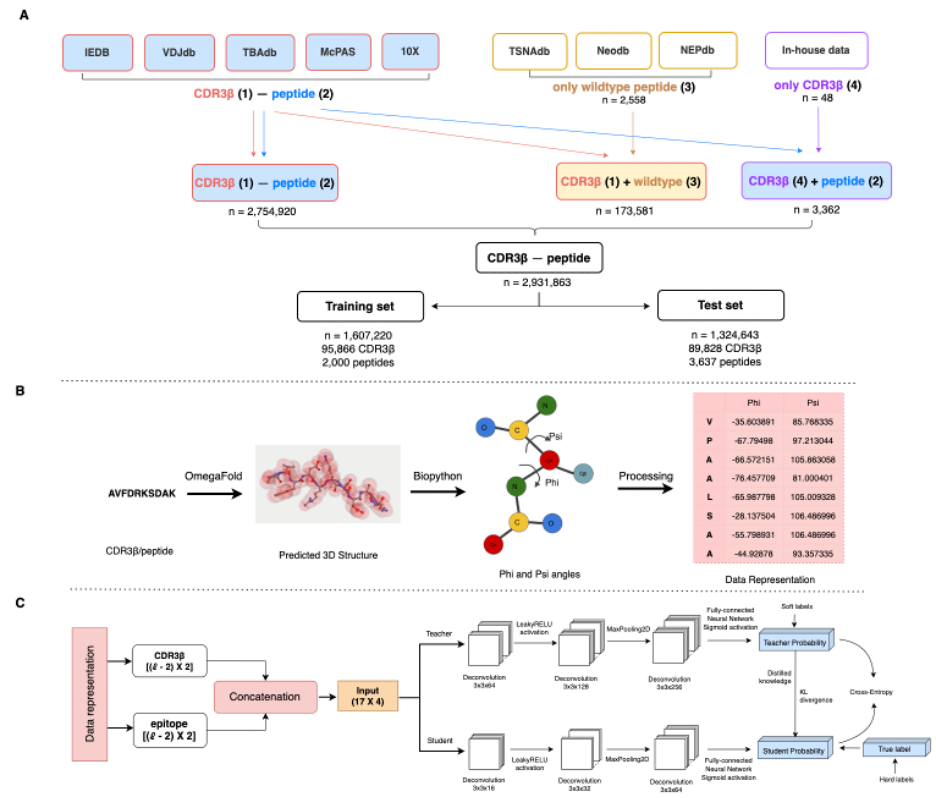 A
IEDB
VDJdb
TBAdb
McPAS
10X
TSNAdb
Neodb
NEPdb
In-house data
CDR3β (1) — peptide (2)
only wildtype peptide (3)
n = 2,558
only CDR3β (4)
n = 48
CDR3β (1) — peptide (2)
n = 2,754,920
CDR3β (1) + wildtype (3)
n = 173,581
CDR3β (4) + peptide (2)
n = 3,362
CDR3β — peptide
n = 2,931,863
Training set
n = 1,607,220
95,866 CDR3β
2,000 peptides
Test set
n = 1,324,643
89,828 CDR3β
3,637 peptides
B
AVFDRKSDAK
CDR3β/peptide
OmegaFold
Predicted 3D Structure
Biopython
N
O
C
Psi
Cβ
N
Phi
C
O
Phi and Psi angles
Processing
Phi Psi
V -35.603891 85.768335
P -67.79498 97.213044
A -66.572151 105.863058
A -76.457709 81.000401
L -65.987798 105.009328
S -28.137504 106.486996
A -55.798931 106.486996
A -44.92878 93.357335
Data Representation
C
Data representation
CDR3β
[(ℓ - 2) X 2]
epitope
[(ℓ - 2) X 2]
Concatenation
Input
(17 X 4)
Teacher
Deconvolution
3x3x64
LeakyRELU
activation
Deconvolution
3x3x128
MaxPooling2D
Deconvolution
3x3x256
Fully-connected
Neural Network
Sigmoid activation
Soft labels
Teacher Probability
Distilled
knowledge
KL
divergence
Cross-Entropy
Student
Deconvolution
3x3x16
LeakyRELU
activation
Deconvolution
3x3x32
MaxPooling2D
Deconvolution
3x3x64
Fully-connected
Neural Network
Sigmoid activation
Student Probability
True label
Hard labels